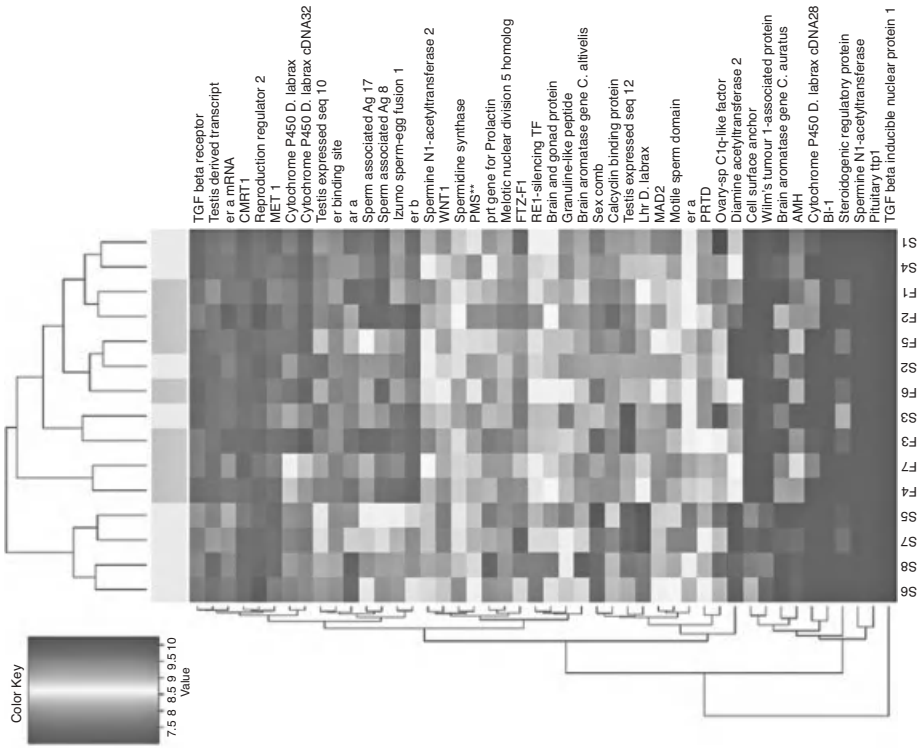 Color Key
7.5 8 8.5 9 9.5 10
Value
TGF beta receptor
Testis derived transcript
er a mRNA
CMRT1
Reproduction regulator 2
MET 1
Cytochrome P450 D. labrax
Cytochrome P450 D. labrax cDNA32
Testis expressed seq 10
er binding site
ar a
Sperm associated Ag 17
Sperm associated Ag 8
Izumo sperm-egg fusion 1
er b
Spermine N1-acetyltransferase 2
WNT 1
Spermidine synthase
PMS**
prt gene for Prolactin
Meiotic nuclear division 5 homolog
FTZ-F1
RE1-silencing TF
Brain and gonad protein
Granuline-like peptide
Brain aromatase gene C. altivelis
Sex comb
Calcyclin binding protein
Testis expressed seq 12
Lhr D. labrax
MAD2
Motile sperm domain
er a
PRTD
Ovary-sp C1q-like factor
Diamine acetyltransferase 2
Cell surface anchor
Wilm's tumour 1-associated protein
Brain aromatase gene C. auratus
AMH
Cytochrome P450 D. labrax cDNA28
BI-1
Steroidogenic regulatory protein
Spermine N1-acetyltransferase
Pituitary ttp1
TGF beta inducible nuclear protein 1
S6
S8
S7
S5
F4
F7
F3
S3
F6
S2
F5
F2
F1
S4
S1